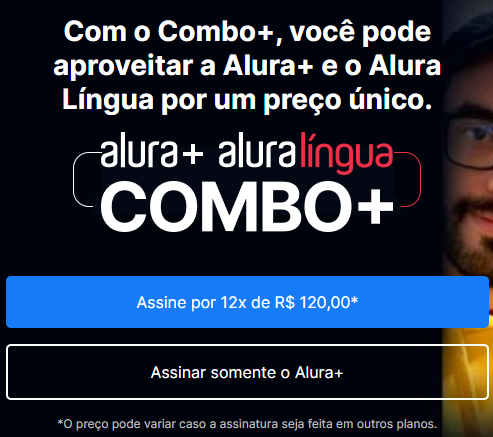 Com o Combo+, você pode
aproveitar a Alura+ e o Alura
Língua por um preço único.
alura+ aluralíngua
COMBO+
Assine por 12x de R$ 120,00*
Assinar somente o Alura+
*O preço pode variar caso a assinatura seja feita em outros planos.